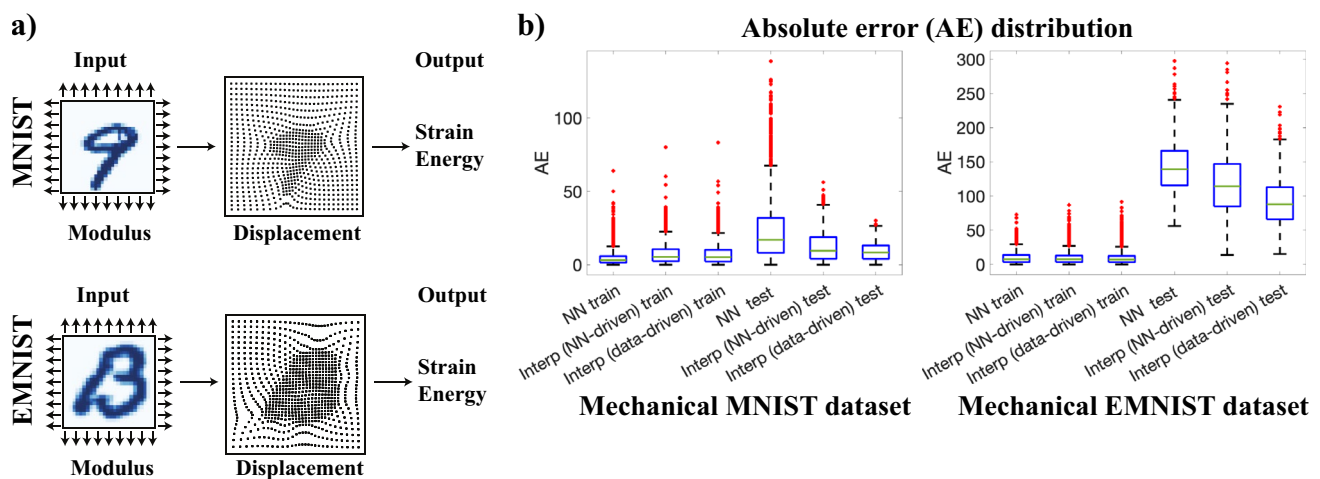 a)
Input
Output
MNIST
Strain
Energy
Modulus
Displacement
Input
Output
EMNIST
Strain
Energy
Modulus
Displacement
b)
Absolute error (AE) distribution
AE
100
50
0
NN train
Interp (NN-driven) train
Interp (data-driven) train
NN test
Interp (NN-driven) test
Interp (data-driven) test
Mechanical MNIST dataset
AE
300
250
200
150
100
50
0
NN train
Interp (NN-driven) train
Interp (data-driven) train
NN test
Interp (NN-driven) test
Interp (data-driven) test
Mechanical EMNIST dataset